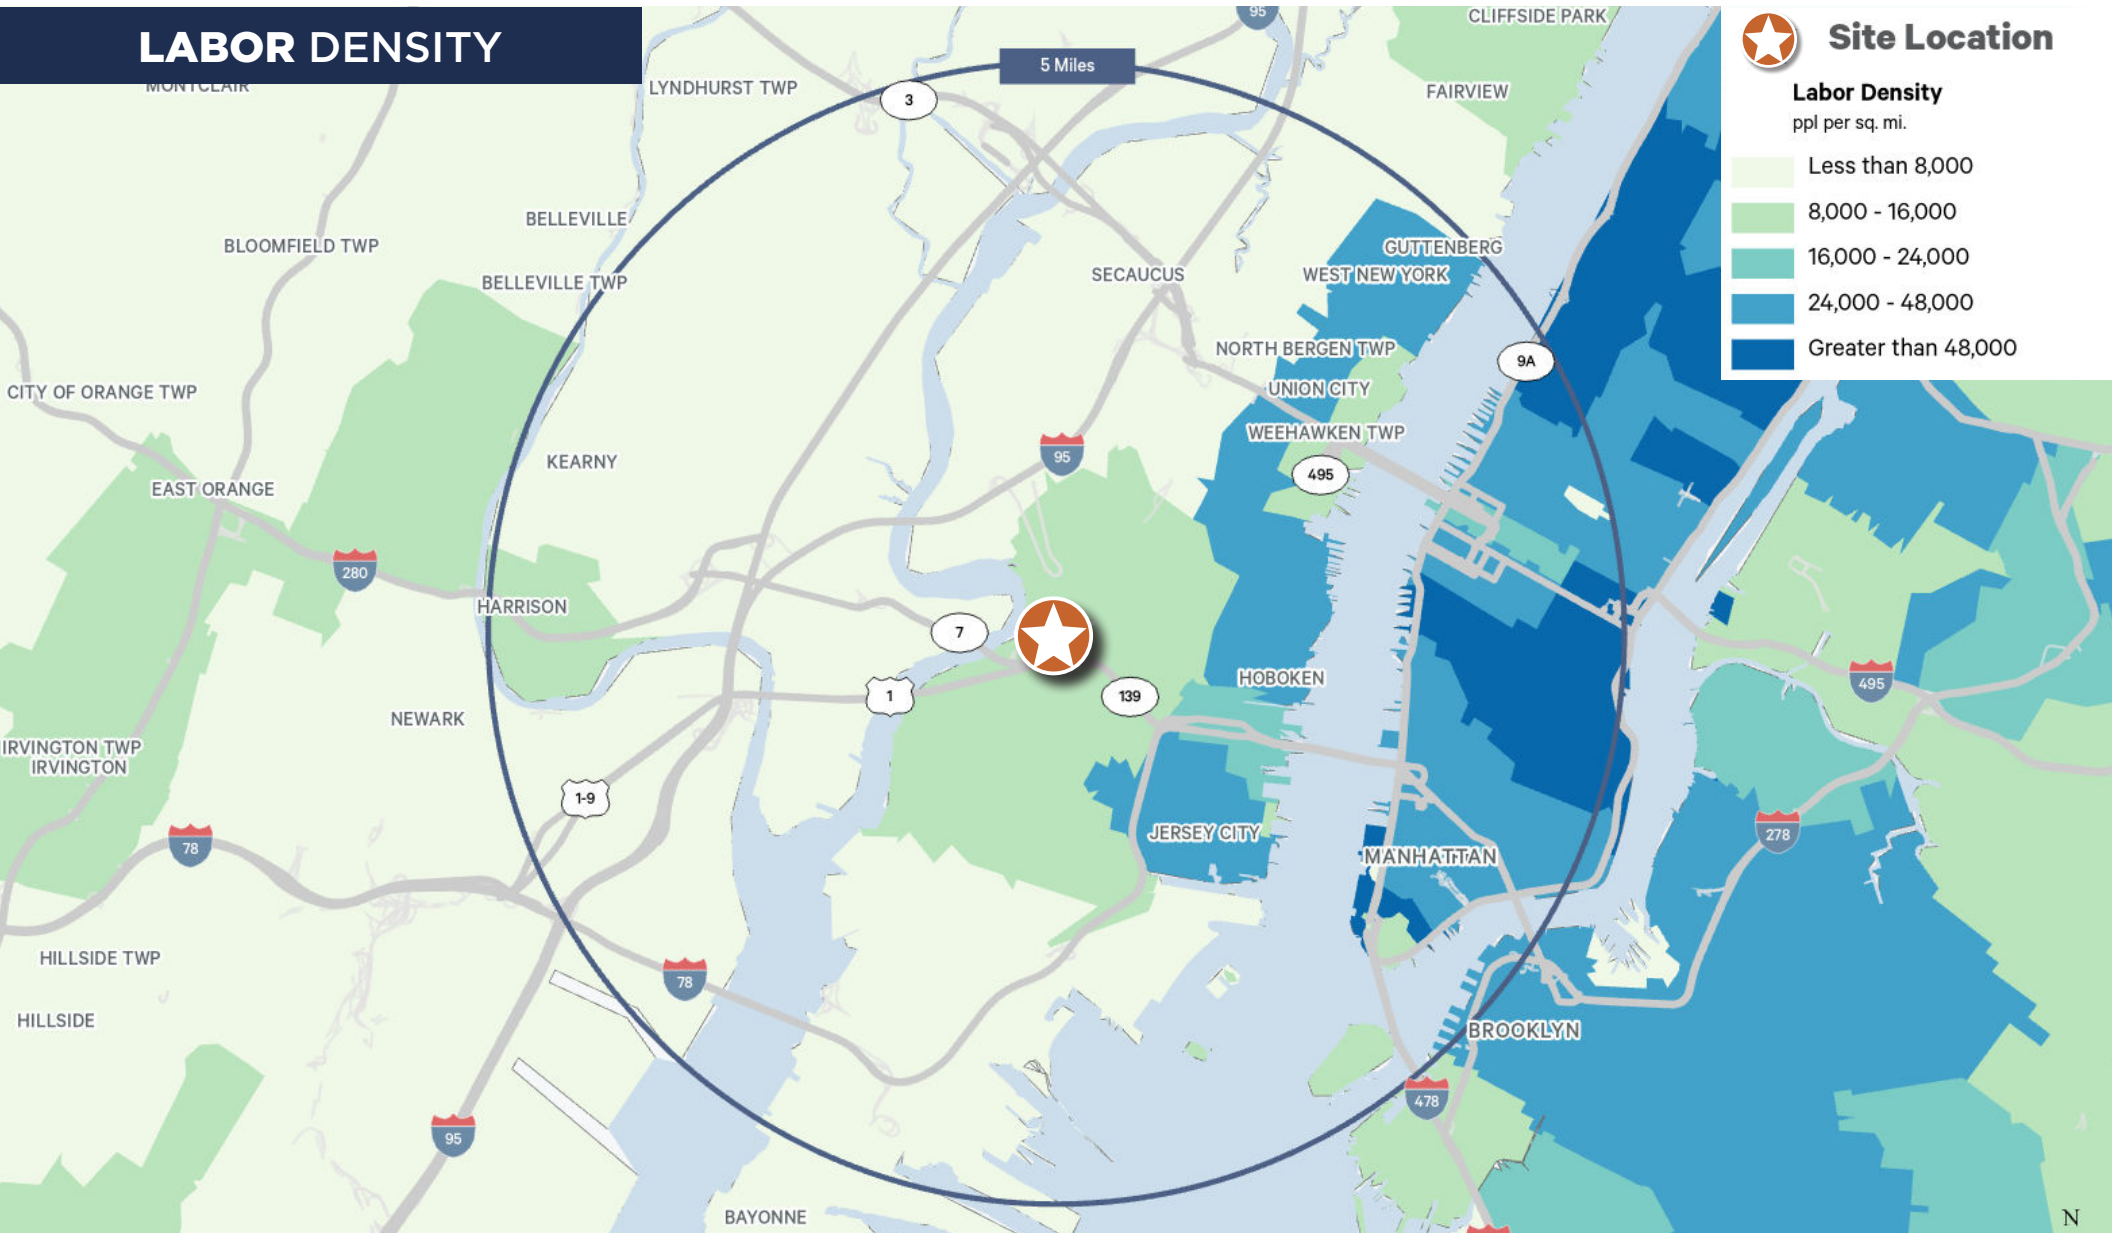 LABOR DENSITY
Site Location
Labor Density
ppl per sq. mi.
Less than 8,000
8,000 - 16,000
16,000 - 24,000
24,000 - 48,000
Greater than 48,000
95
CLIFFSIDE PARK
5 Miles
MONTCLAIR
LYNDHURST TWP
3
FAIRVIEW
BELLEVILLE
BLOOMFIELD TWP
GUTTENBERG
BELLEVILLE TWP
SECAUCUS
WEST NEW YORK
NORTH BERGEN TWP
9A
CITY OF ORANGE TWP
UNION CITY
WEEHAWKEN TWP
KEARNY
95
495
EAST ORANGE
280
HARRISON
7
HOBOKEN
495
1
139
NEWARK
IRVINGTON TWP
IRVINGTON
1-9
78
JERSEY CITY
278
MANHATTAN
HILLSIDE TWP
78
HILLSIDE
BROOKLYN
478
95
BAYONNE
N